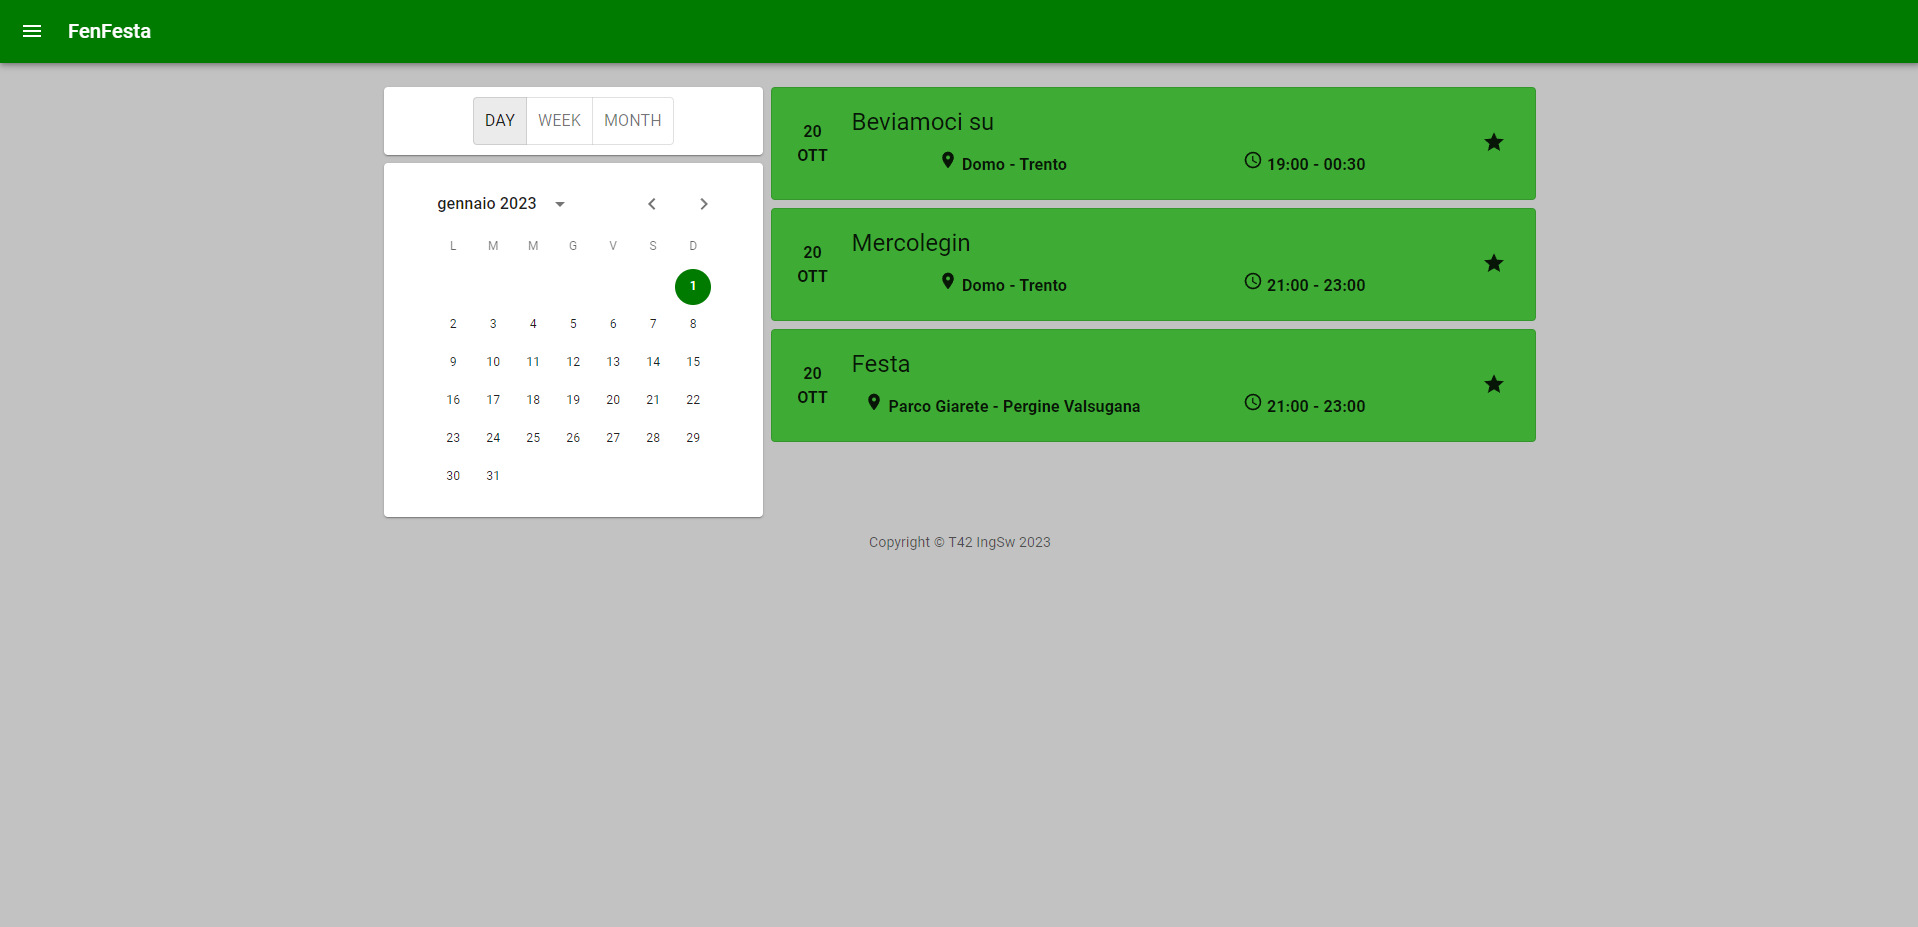 FenFesta
DAY WEEK MONTH
gennaio 2023
L M M G V S D
1
2 3 4 5 6 7 8
9 10 11 12 13 14 15
16 17 18 19 20 21 22
23 24 25 26 27 28 29
30 31
20
OTT
Beviamoci su
Domo - Trento
19:00 - 00:30
20
OTT
Mercolegin
Domo - Trento
21:00 - 23:00
20
OTT
Festa
Parco Giarete - Pergine Valsugana
21:00 - 23:00
Copyright © T42 IngSw 2023